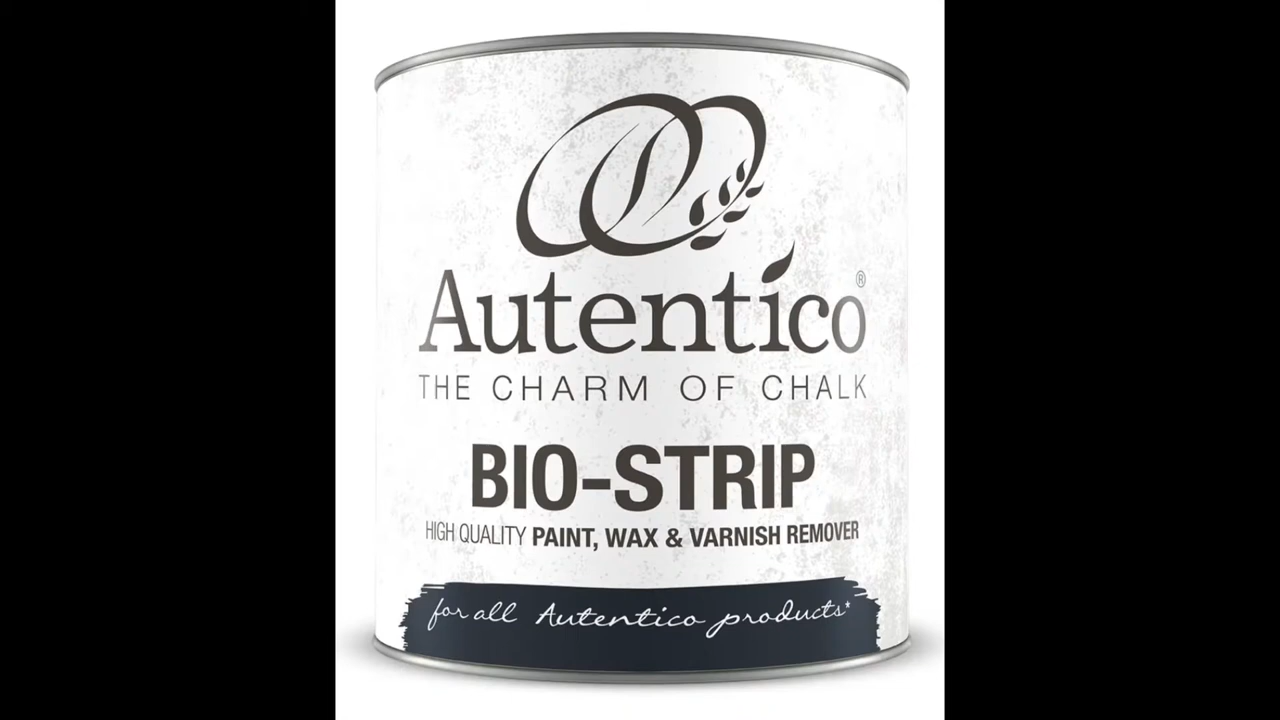 Autentico®
THE CHARM OF CHALK
BIO-STRIP
HIGH QUALITY PAINT, WAX & VARNISH REMOVER
for all Autentico products*